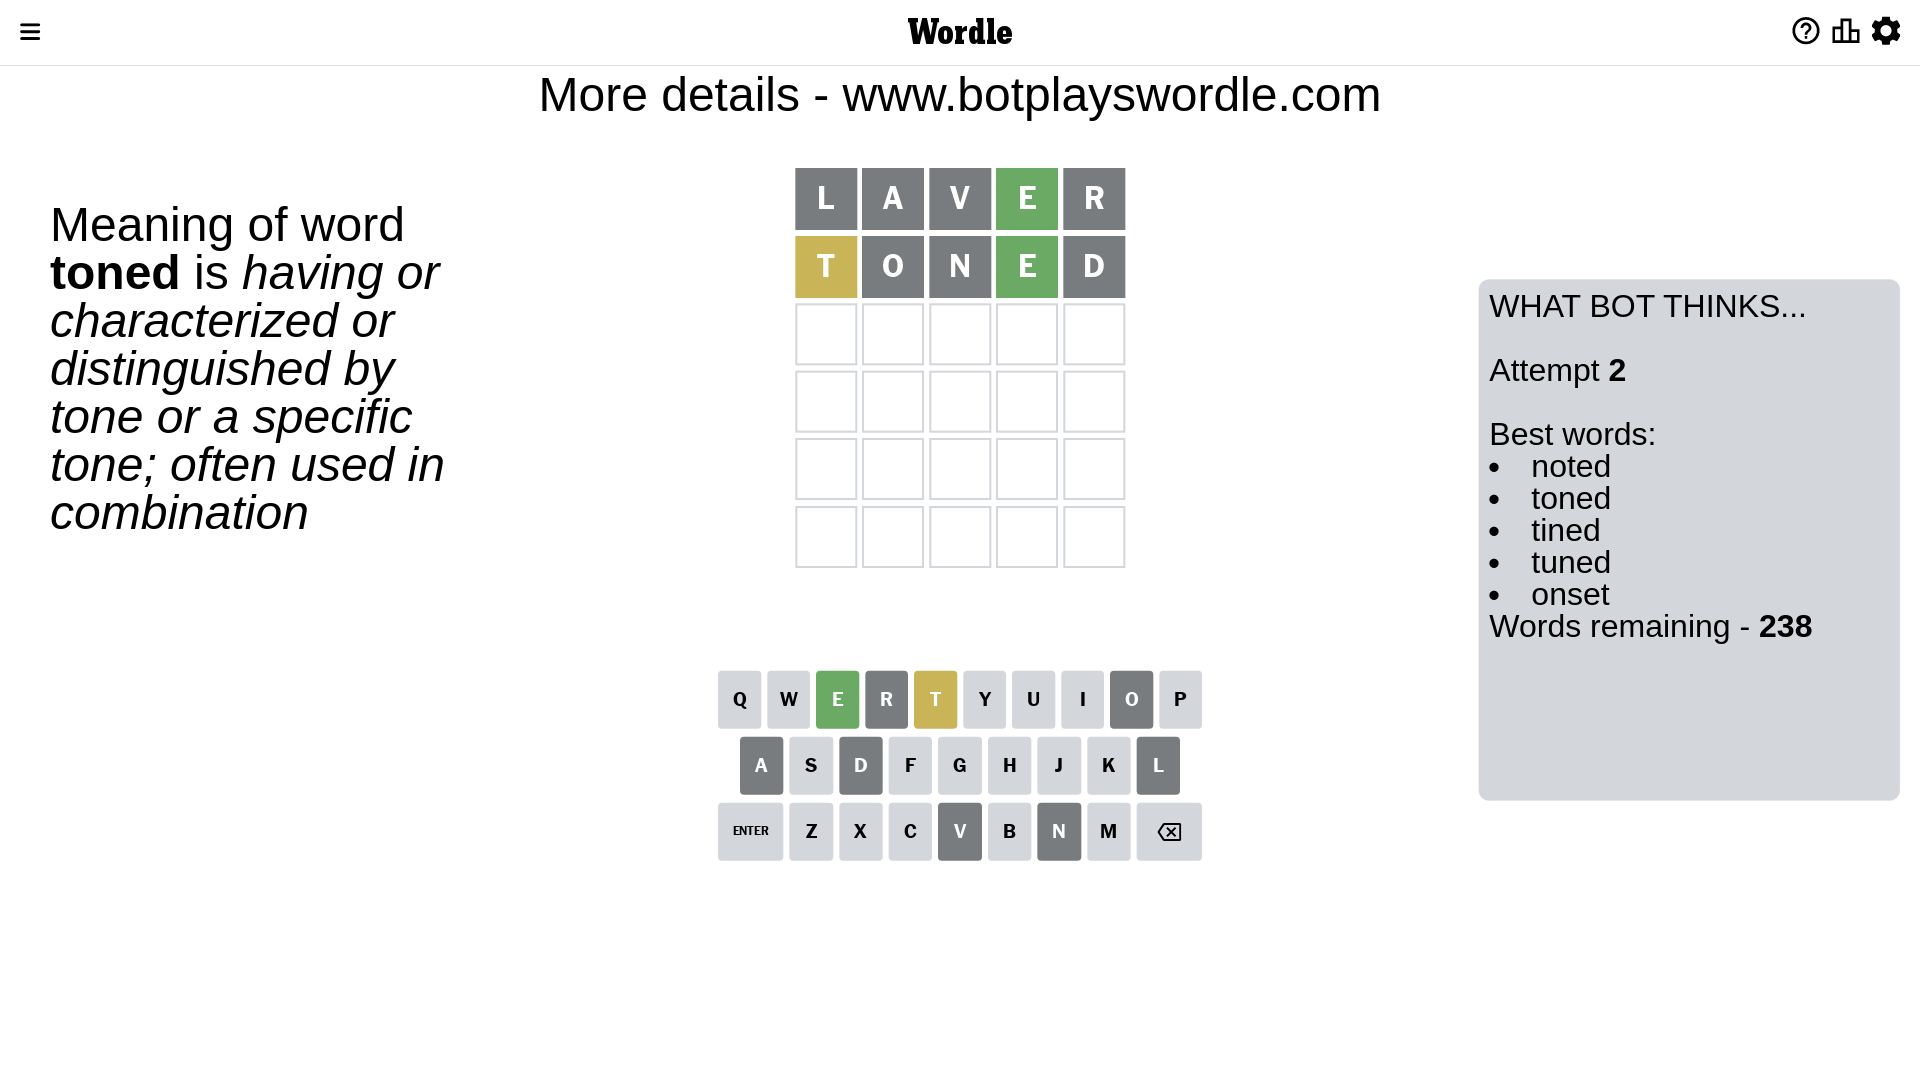 Wordle
More details - www.botplayswordle.com
Meaning of word
toned is having or
characterized or
distinguished by
tone or a specific
tone; often used in
combination
L A V E R
T O N E D
WHAT BOT THINKS...
Attempt 2
Best words:
• noted
• toned
• tined
• tuned
• onset
Words remaining - 238
Q W E R T Y U I O P
A S D F G H J K L
ENTER Z X C V B N M